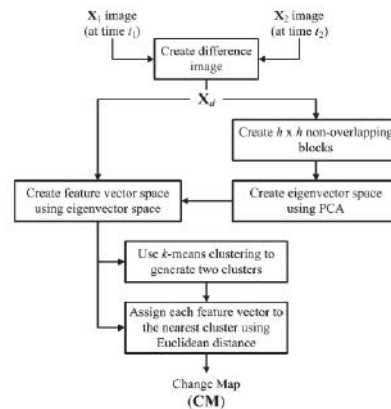 X₁ image
(at time t₁)
X₂ image
(at time t₂)
Create difference
image
X_d
Create h x h non-overlapping
blocks
Create feature vector space
using eigenvector space
Create eigenvector space
using PCA
Use k-means clustering to
generate two clusters
Assign each feature vector to
the nearest cluster using
Euclidean distance
Change Map
(CM)